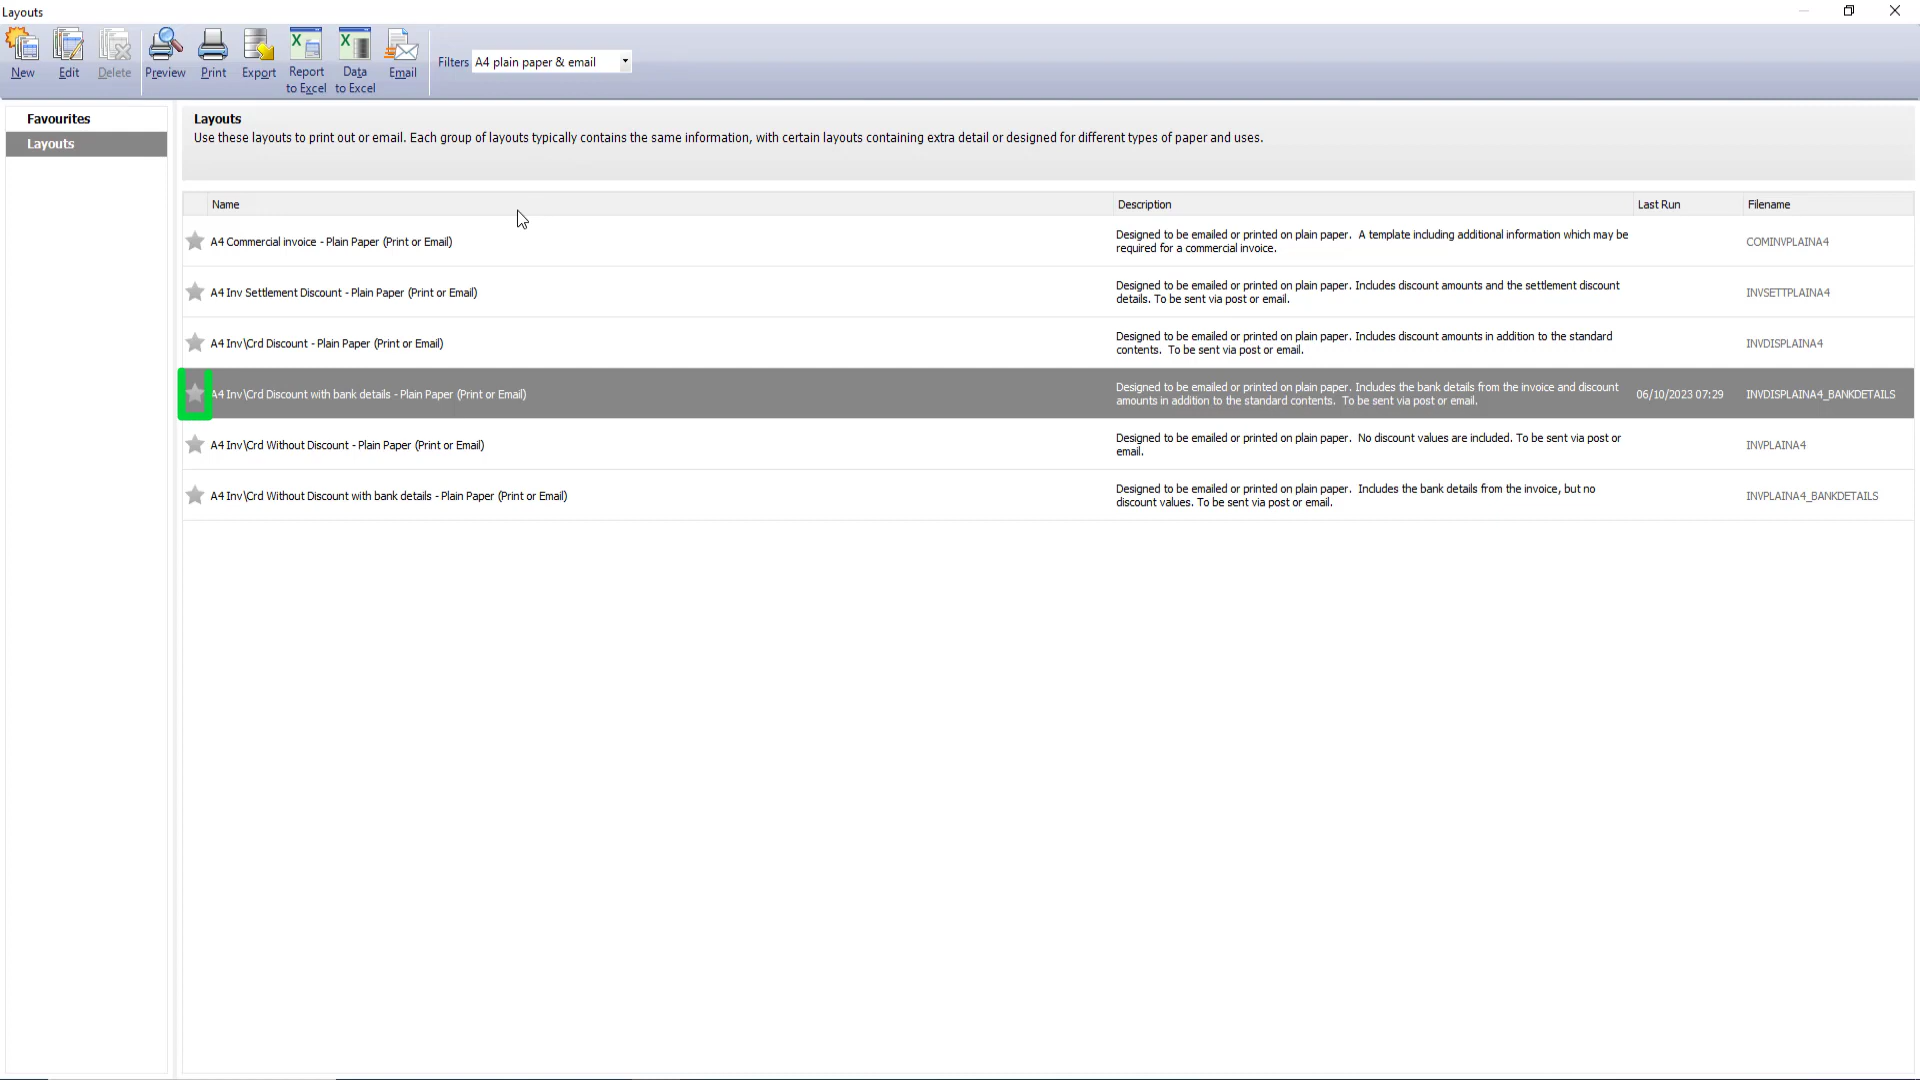 Layouts
New
Edit
Delete
Preview
Print
Export
Report
to Excel
Data
to Excel
Email
Filters A4 plain paper & email
Favourites
Layouts
Layouts
Use these layouts to print out or email. Each group of layouts typically contains the same information, with certain layouts containing extra detail or designed for different types of paper and uses.
Name Description Last Run Filename
A4 Commercial invoice - Plain Paper (Print or Email)
Designed to be emailed or printed on plain paper. A template including additional information which may be
required for a commercial invoice.
COMINVPLAINA4
A4 Inv Settlement Discount - Plain Paper (Print or Email)
Designed to be emailed or printed on plain paper. Includes discount amounts and the settlement discount
details. To be sent via post or email.
INVSETTPLAINA4
A4 Inv\Crd Discount - Plain Paper (Print or Email)
Designed to be emailed or printed on plain paper. Includes discount amounts in addition to the standard
contents. To be sent via post or email.
INVDISPLAINA4
A4 Inv\Crd Discount with bank details - Plain Paper (Print or Email)
Designed to be emailed or printed on plain paper. Includes the bank details from the invoice and discount
amounts in addition to the standard contents. To be sent via post or email.
06/10/2023 07:29
INVDISPLAINA4_BANKDETAILS
A4 Inv\Crd Without Discount - Plain Paper (Print or Email)
Designed to be emailed or printed on plain paper. No discount values are included. To be sent via post or
email.
INVPLAINA4
A4 Inv\Crd Without Discount with bank details - Plain Paper (Print or Email)
Designed to be emailed or printed on plain paper. Includes the bank details from the invoice, but no
discount values. To be sent via post or email.
INVPLAINA4_BANKDETAILS